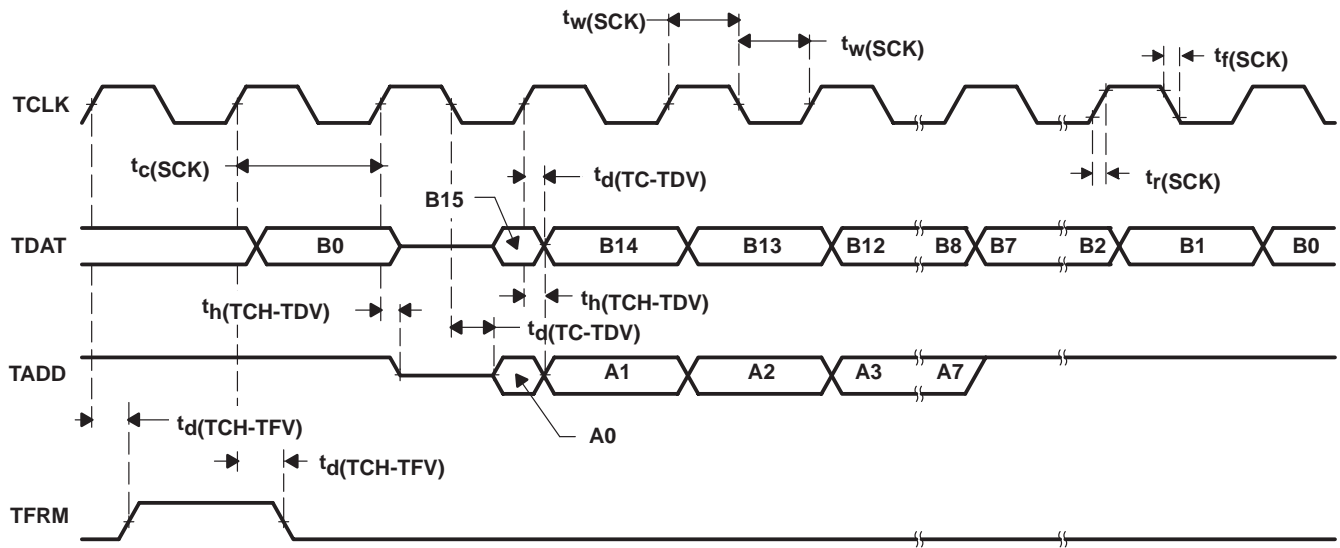 tw(SCK)
tw(SCK)
tf(SCK)
TCLK
tc(SCK)
td(TC-TDV)
tr(SCK)
B15
TDAT
B0
B14
B13
B12
B8
B7
B2
B1
B0
th(TCH-TDV)
th(TCH-TDV)
td(TC-TDV)
TADD
A1
A2
A3
A7
td(TCH-TFV)
A0
td(TCH-TFV)
TFRM